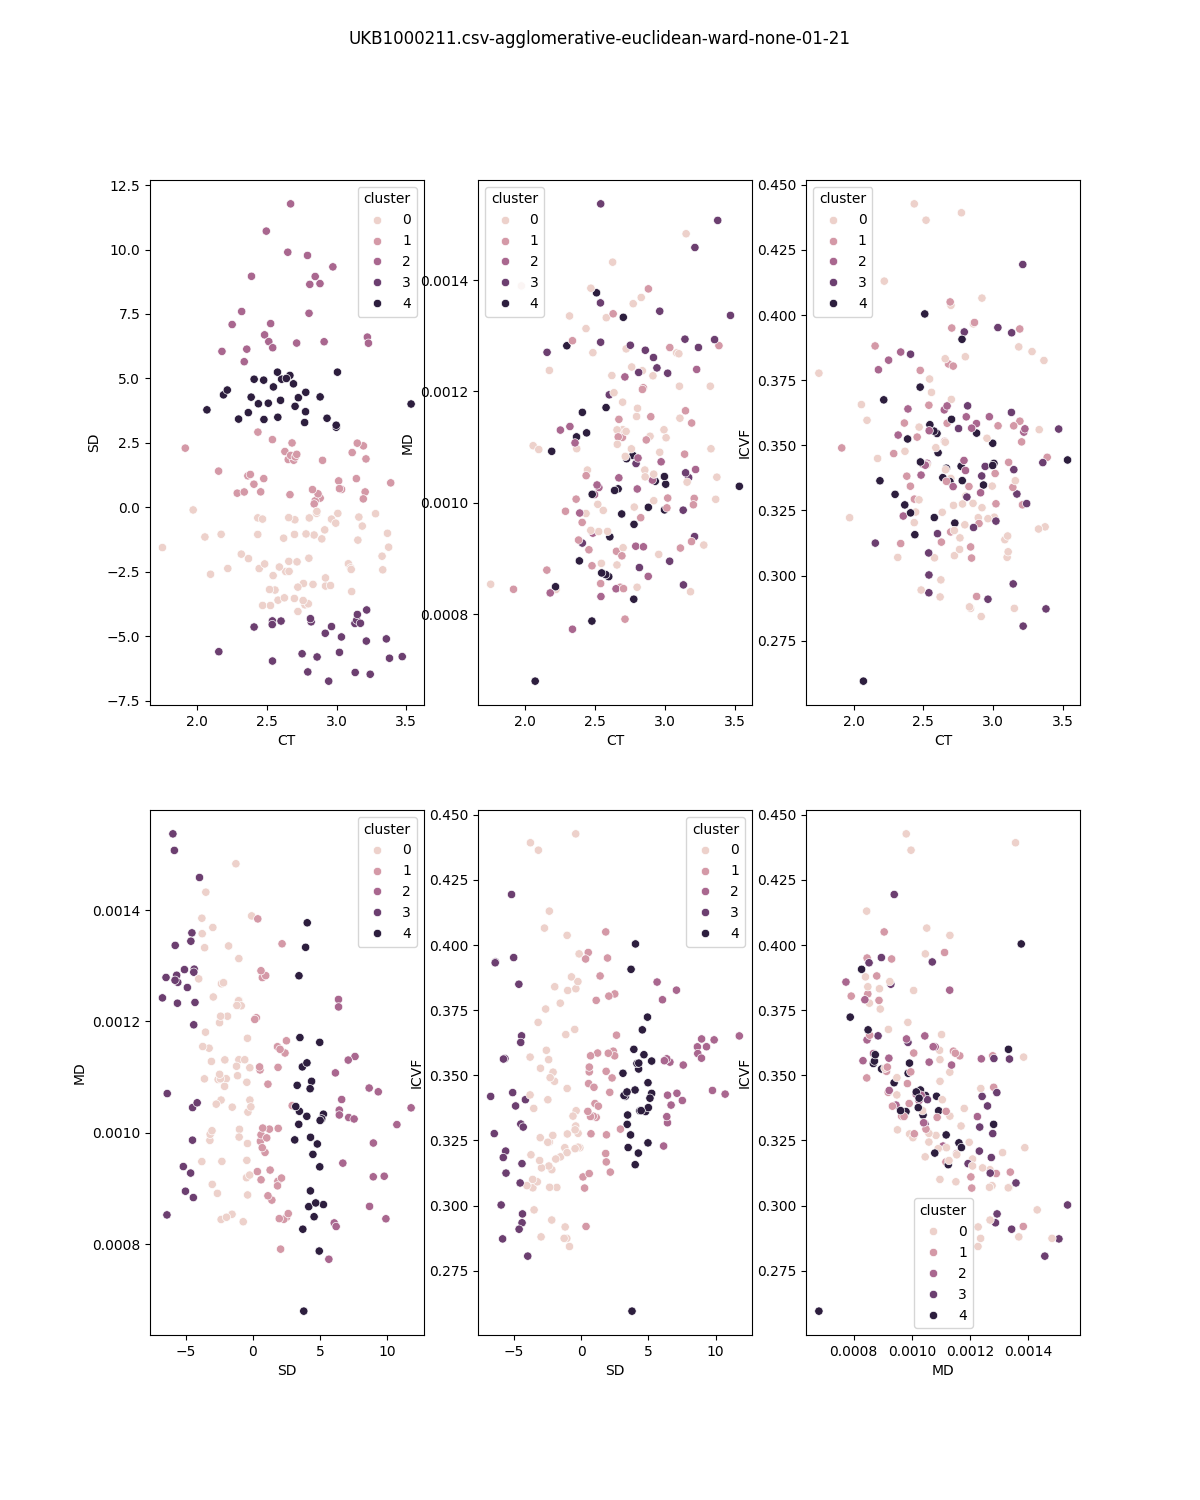 UKB1000211.csv-agglomerative-euclidean-ward-none-01-21
12.5
10.0
7.5
5.0
2.5
0.0
−2.5
−5.0
−7.5
SD
2.0 2.5 3.0 3.5
CT
cluster
0
1
2
3
4
0.0014
0.0012
0.0010
0.0008
MD
2.0 2.5 3.0 3.5
CT
cluster
0
1
2
3
4
0.450
0.425
0.400
0.375
0.350
0.325
0.300
0.275
ICVF
2.0 2.5 3.0 3.5
CT
cluster
0
1
2
3
4
0.0014
0.0012
0.0010
0.0008
MD
−5 0 5 10
SD
cluster
0
1
2
3
4
0.450
0.425
0.400
0.375
0.350
0.325
0.300
0.275
ICVF
−5 0 5 10
SD
cluster
0
1
2
3
4
0.450
0.425
0.400
0.375
0.350
0.325
0.300
0.275
ICVF
0.0008 0.0010 0.0012 0.0014
MD
cluster
0
1
2
3
4